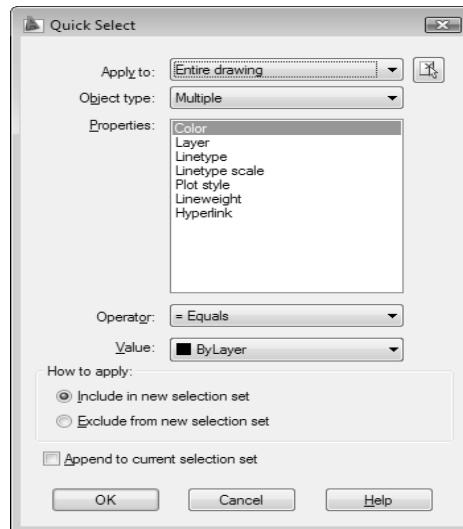 Quick Select
Apply to: Entire drawing
Object type: Multiple
Properties: Color
Layer
Linetype
Linetype scale
Plot style
Lineweight
Hyperlink
Operator: = Equals
Value: ByLayer
How to apply:
Include in new selection set
Exclude from new selection set
Append to current selection set
OK Cancel Help